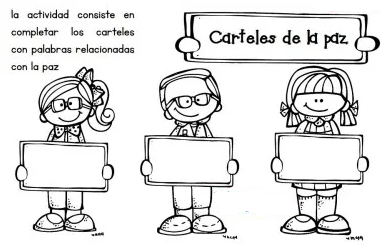 la actividad consiste en
completar los carteles
con palabras relacionadas
con la paz
Carteles de la paz